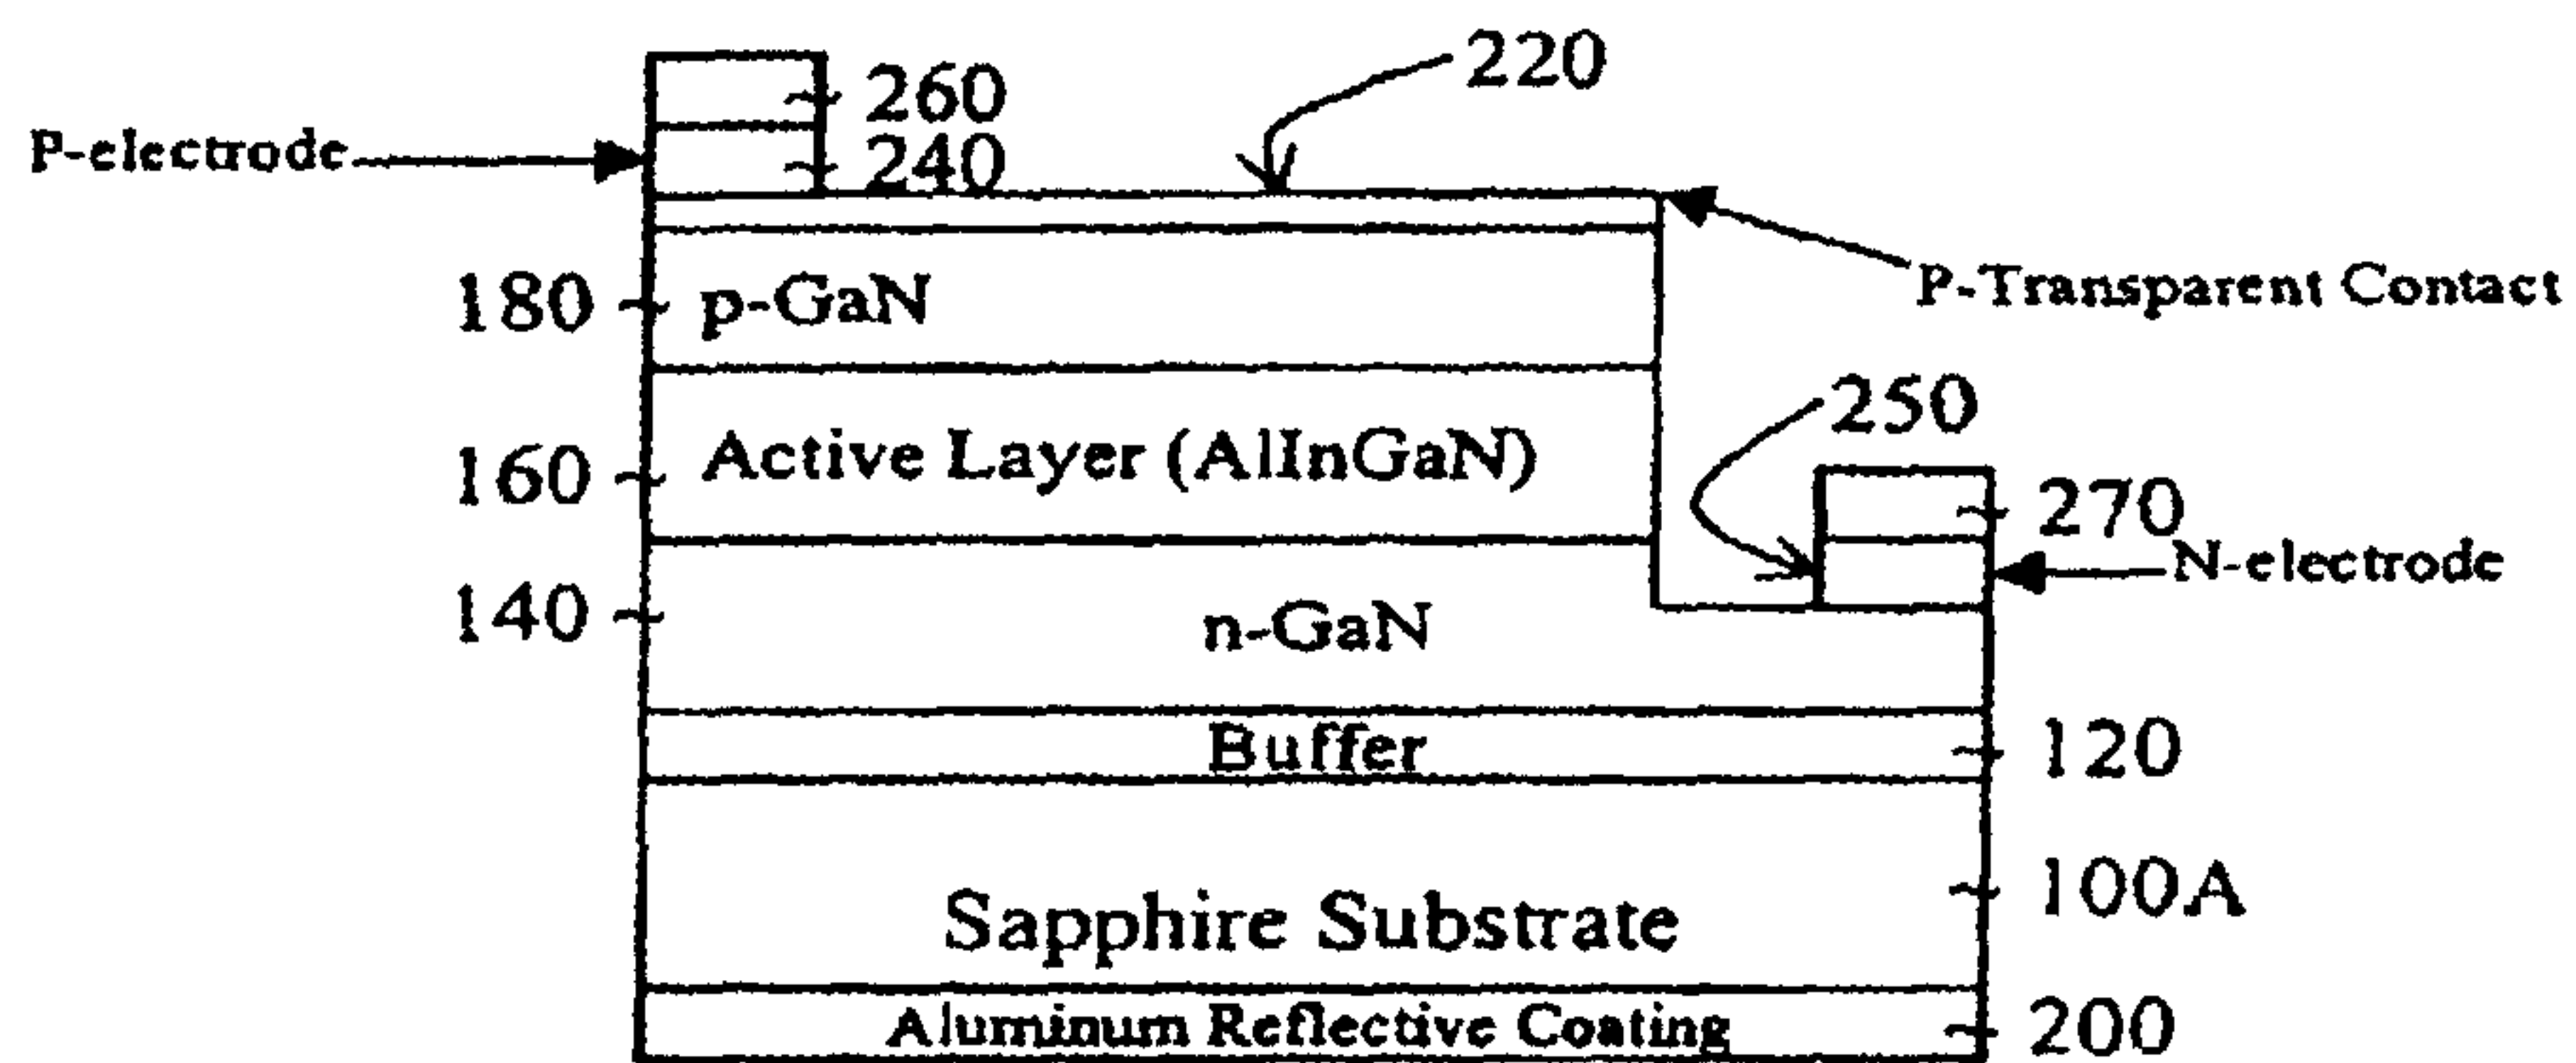 220
260
P-electrode
240
P-Transparent Contact
180
p-GaN
250
160
Active Layer (AlInGaN)
270
N-electrode
140
n-GaN
Buffer
120
100A
Sapphire Substrate
Aluminum Reflective Coating
200